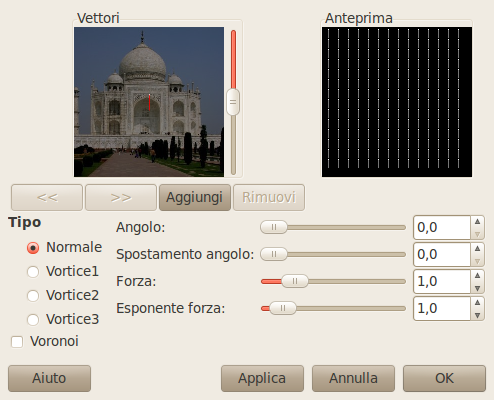 Vettori
Anteprima
<< >> Aggiungi Rimuovi
Tipo
Normale
Vortice1
Vortice2
Vortice3
Voronoi
Angolo: 0,0
Spostamento angolo: 0,0
Forza: 1,0
Esponente forza: 1,0
Aiuto Applica Annulla OK